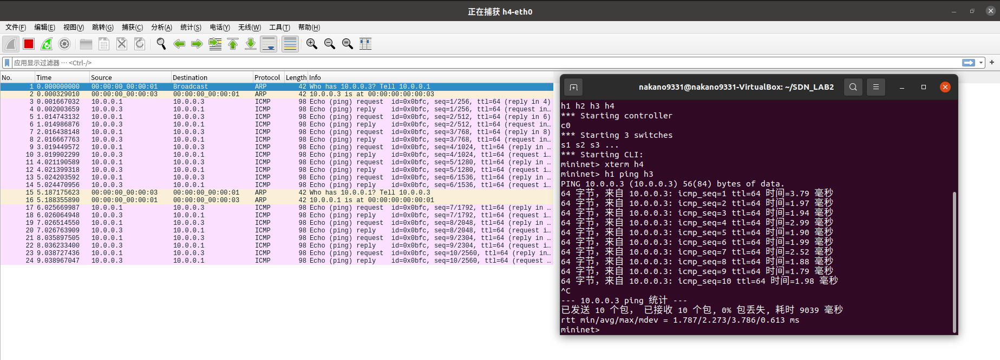 正在捕获 h4-eth0
文件(F) 编辑(E) 视图(V) 跳转(G) 捕获(C) 分析(A) 统计(S) 电话(Y) 无线(W) 工具(T) 帮助(H)
应用显示过滤器 … <Ctrl-/>
No. Time Source Destination Protocol Length Info
1 0.000000000 00:00:00_00:00:01 Broadcast ARP 42 Who has 10.0.0.3? Tell 10.0.0.1
2 0.000329010 00:00:00_00:00:03 00:00:00_00:00:01 ARP 42 10.0.0.3 is at 00:00:00:00:00:03
3 0.001667032 10.0.0.1 10.0.0.3 ICMP 98 Echo (ping) request id=0x0bfc, seq=1/256, ttl=64 (reply in 4)
4 0.002003659 10.0.0.3 10.0.0.1 ICMP 98 Echo (ping) reply id=0x0bfc, seq=1/256, ttl=64 (request in…
5 1.014743132 10.0.0.1 10.0.0.3 ICMP 98 Echo (ping) request id=0x0bfc, seq=2/512, ttl=64 (reply in 6)
6 1.014986876 10.0.0.3 10.0.0.1 ICMP 98 Echo (ping) reply id=0x0bfc, seq=2/512, ttl=64 (request in…
7 2.016438148 10.0.0.1 10.0.0.3 ICMP 98 Echo (ping) request id=0x0bfc, seq=3/768, ttl=64 (reply in 8)
8 2.016667763 10.0.0.3 10.0.0.1 ICMP 98 Echo (ping) reply id=0x0bfc, seq=3/768, ttl=64 (request in…
9 3.019449572 10.0.0.1 10.0.0.3 ICMP 98 Echo (ping) request id=0x0bfc, seq=4/1024, ttl=64 (reply in …
10 3.019902299 10.0.0.3 10.0.0.1 ICMP 98 Echo (ping) reply id=0x0bfc, seq=4/1024, ttl=64 (request i…
11 4.021190589 10.0.0.1 10.0.0.3 ICMP 98 Echo (ping) request id=0x0bfc, seq=5/1280, ttl=64 (reply in …
12 4.021399318 10.0.0.3 10.0.0.1 ICMP 98 Echo (ping) reply id=0x0bfc, seq=5/1280, ttl=64 (request i…
13 5.024203592 10.0.0.1 10.0.0.3 ICMP 98 Echo (ping) request id=0x0bfc, seq=6/1536, ttl=64 (reply in …
14 5.024470956 10.0.0.3 10.0.0.1 ICMP 98 Echo (ping) reply id=0x0bfc, seq=6/1536, ttl=64 (request i…
15 5.187175623 00:00:00_00:00:03 00:00:00_00:00:01 ARP 42 Who has 10.0.0.1? Tell 10.0.0.3
16 5.188355890 00:00:00_00:00:01 00:00:00_00:00:03 ARP 42 10.0.0.1 is at 00:00:00:00:00:01
17 6.025669987 10.0.0.1 10.0.0.3 ICMP 98 Echo (ping) request id=0x0bfc, seq=7/1792, ttl=64 (reply in …
18 6.026064948 10.0.0.3 10.0.0.1 ICMP 98 Echo (ping) reply id=0x0bfc, seq=7/1792, ttl=64 (request i…
19 7.026514550 10.0.0.1 10.0.0.3 ICMP 98 Echo (ping) request id=0x0bfc, seq=8/2048, ttl=64 (reply in …
20 7.026763909 10.0.0.3 10.0.0.1 ICMP 98 Echo (ping) reply id=0x0bfc, seq=8/2048, ttl=64 (request i…
21 8.035897505 10.0.0.1 10.0.0.3 ICMP 98 Echo (ping) request id=0x0bfc, seq=9/2304, ttl=64 (reply in …
22 8.036233400 10.0.0.3 10.0.0.1 ICMP 98 Echo (ping) reply id=0x0bfc, seq=9/2304, ttl=64 (request i…
23 9.038727436 10.0.0.1 10.0.0.3 ICMP 98 Echo (ping) request id=0x0bfc, seq=10/2560, ttl=64 (reply in…
24 9.038967047 10.0.0.3 10.0.0.1 ICMP 98 Echo (ping) reply id=0x0bfc, seq=10/2560, ttl=64 (request …
nakano9331@nakano9331-VirtualBox: ~/SDN_LAB2
h1 h2 h3 h4
*** Starting controller
c0
*** Starting 3 switches
s1 s2 s3 ...
*** Starting CLI:
mininet> xterm h4
mininet> h1 ping h3
PING 10.0.0.3 (10.0.0.3) 56(84) bytes of data.
64 字节，来自 10.0.0.3: icmp_seq=1 ttl=64 时间=3.79 毫秒
64 字节，来自 10.0.0.3: icmp_seq=2 ttl=64 时间=1.97 毫秒
64 字节，来自 10.0.0.3: icmp_seq=3 ttl=64 时间=1.94 毫秒
64 字节，来自 10.0.0.3: icmp_seq=4 ttl=64 时间=2.99 毫秒
64 字节，来自 10.0.0.3: icmp_seq=5 ttl=64 时间=1.90 毫秒
64 字节，来自 10.0.0.3: icmp_seq=6 ttl=64 时间=1.99 毫秒
64 字节，来自 10.0.0.3: icmp_seq=7 ttl=64 时间=2.52 毫秒
64 字节，来自 10.0.0.3: icmp_seq=8 ttl=64 时间=1.88 毫秒
64 字节，来自 10.0.0.3: icmp_seq=9 ttl=64 时间=1.79 毫秒
64 字节，来自 10.0.0.3: icmp_seq=10 ttl=64 时间=1.98 毫秒
^C
--- 10.0.0.3 ping 统计 ---
已发送 10 个包， 已接收 10 个包, 0% 包丢失, 耗时 9039 毫秒
rtt min/avg/max/mdev = 1.787/2.273/3.786/0.613 ms
mininet>